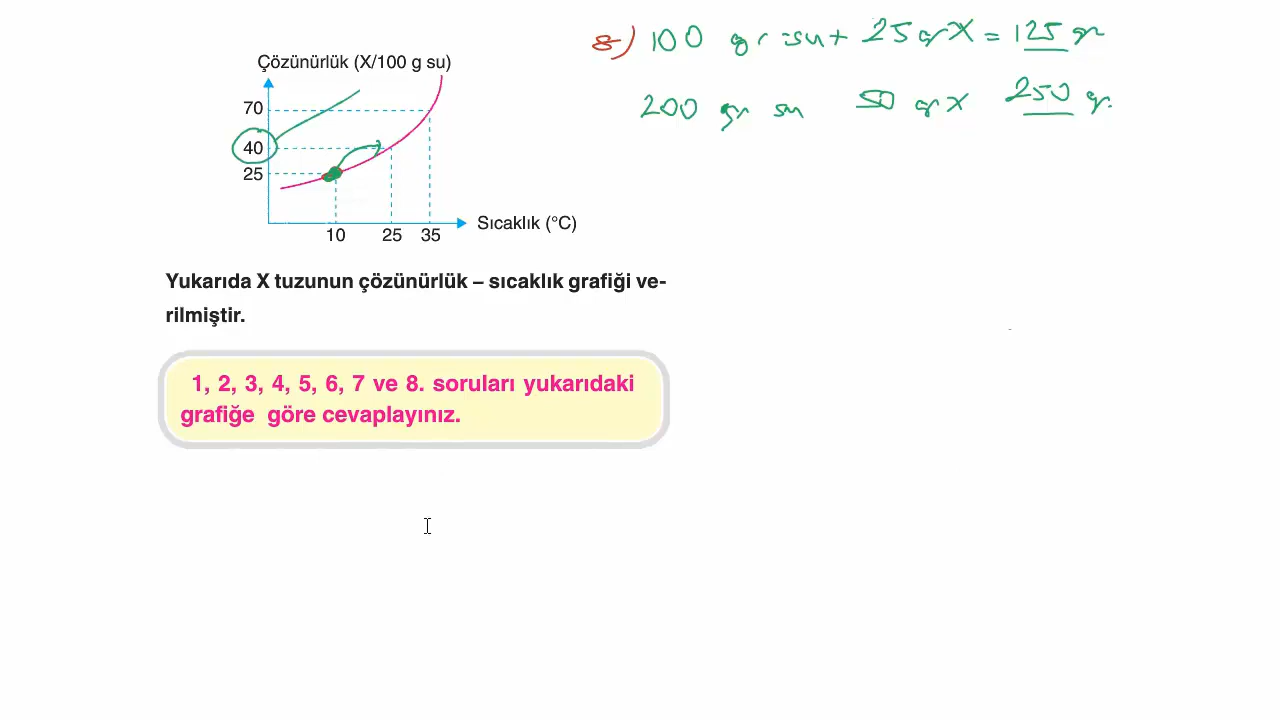 8-) 100 gr su + 25 gr X = 125 gr
200 gr su 50 gr X 250 gr.
Çözünürlük (X/100 g su)
70
40
25
Sıcaklık (°C)
10 25 35
Yukarıda X tuzunun çözünürlük – sıcaklık grafiği ve-
rilmiştir.
1, 2, 3, 4, 5, 6, 7 ve 8. soruları yukarıdaki
grafiğe göre cevaplayınız.